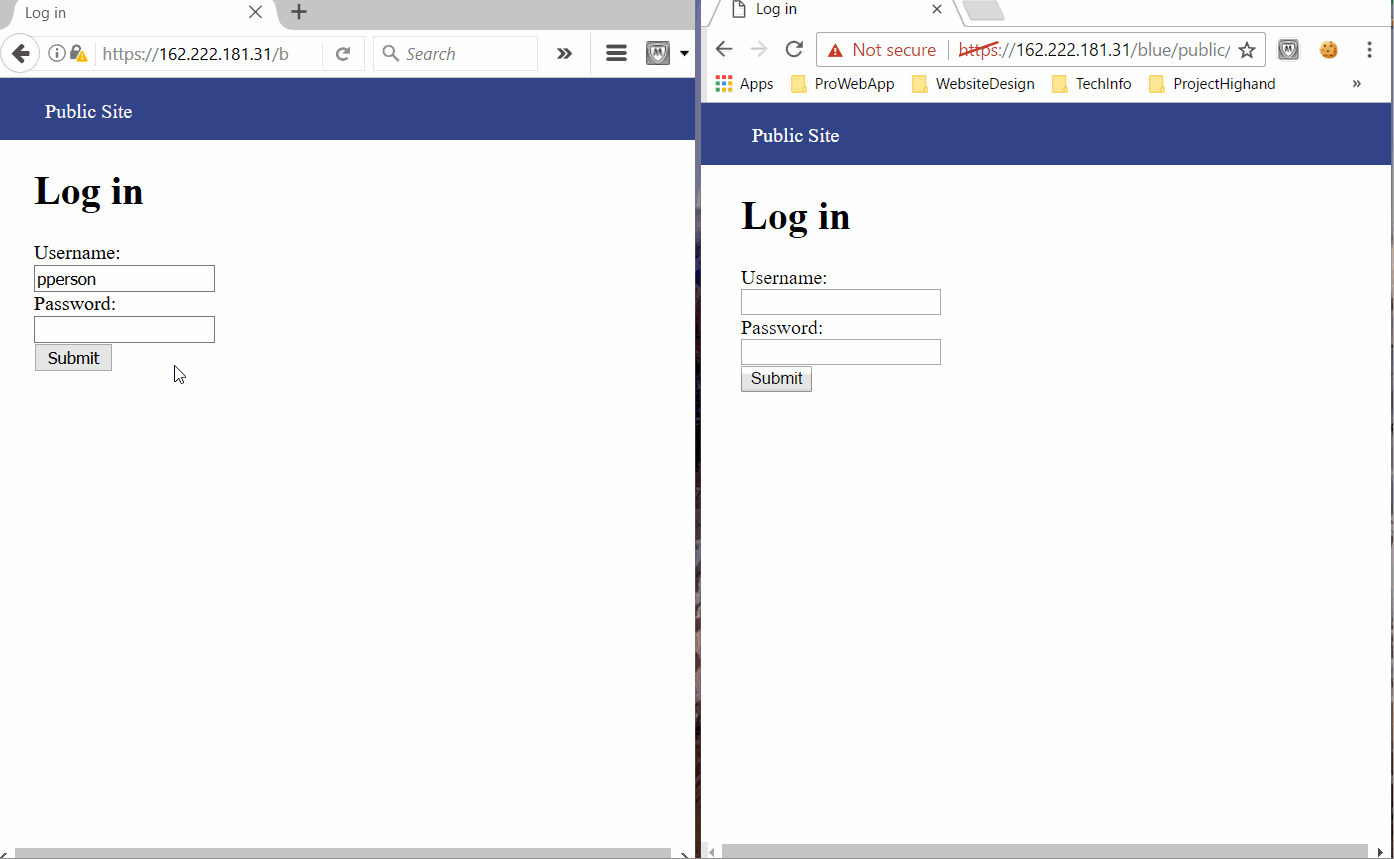 Log in
https://162.222.181.31/b
Search
Public Site
Log in
Username:
pperson
Password:
Submit
Log in
Not secure
https://162.222.181.31/blue/public/
Apps
ProWebApp
WebsiteDesign
TechInfo
ProjectHighand
Public Site
Log in
Username:
Password:
Submit